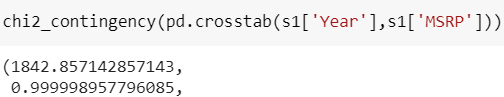 chi2_contingency(pd.crosstab(s1['Year'],s1['MSRP']))
(1842.857142857143,
0.999998957796085,